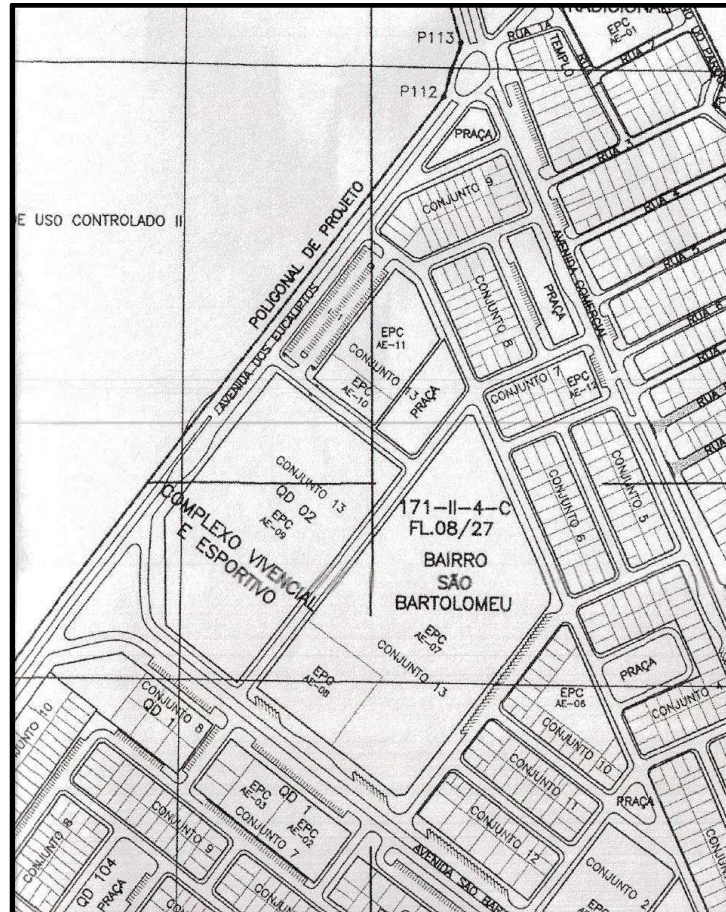 RADICIONAL
EPC
AE-01
P113
RUA 1A
TEMPLO
RUA 2
P112
PRAÇA
RUA 3
CONJUNTO 9
RUA 4
E USO CONTROLADO II
POLIGONAL DE PROJETO
AVENIDA COMERCIAL
RUA 5
AVENIDA DOS EUCALIPTOS
CONJUNTO 8
PRAÇA
EPC
AE-11
CONJUNTO 13
EPC
AE-10
PRAÇA
CONJUNTO 7
EPC
AE-12
CONJUNTO 13
QD 02
EPC
AE-09
COMPLEXO VIVENCIAL
E ESPORTIVO
171-II-4-C
FL.08/27
BAIRRO
SÃO
BARTOLOMEU
CONJUNTO 6
CONJUNTO 5
EPC
AE-07
CONJUNTO 13
EPC
AE-08
PRAÇA
EPC
AE-06
CONJUNTO 10
CONJUNTO 11
CONJUNTO 12
PRAÇA
CONJUNTO 8
QD 1
JUNTO 10
EPC
AE-03
QD 1
EPC
AE-02
CONJUNTO 7
CONJUNTO 9
CONJUNTO 8
QD 104
PRAÇA
AVENIDA SÃO BAR
CONJUNTO 2
EPC